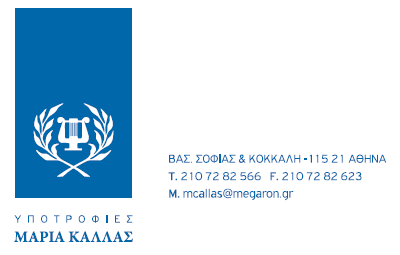 ΥΠΟΤΡΟΦΙΕΣ
ΜΑΡΙΑ ΚΑΛΛΑΣ
ΒΑΣ. ΣΟΦΙΑΣ & ΚΟΚΚΑΛΗ -115 21 ΑΘΗΝΑ
Τ. 210 72 82 566 F. 210 72 82 623
M. mcallas@megaron.gr